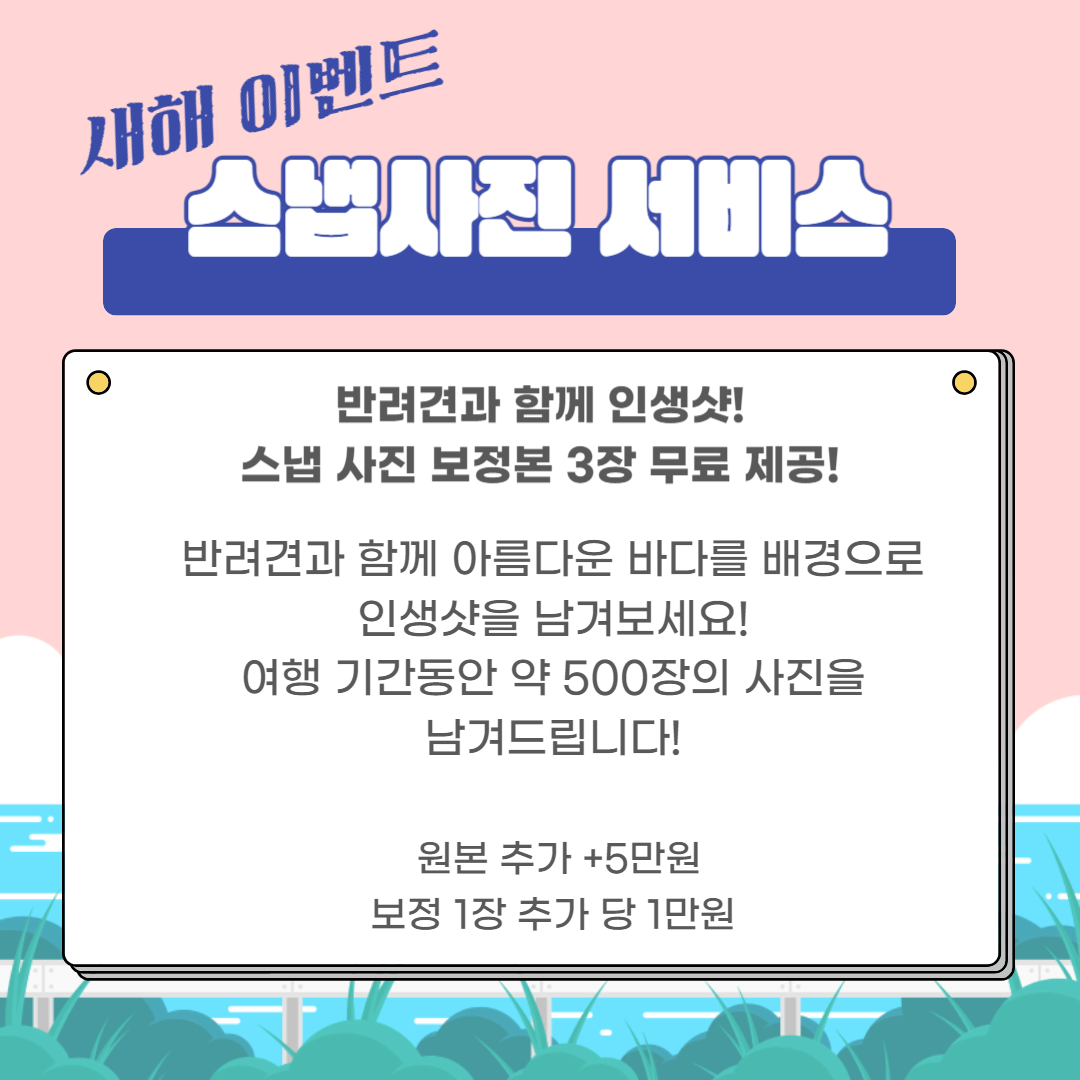 새해 이벤트
스냅사진 서비스
반려견과 함께 인생샷!
스냅 사진 보정본 3장 무료 제공!
반려견과 함께 아름다운 바다를 배경으로
인생샷을 남겨보세요!
여행 기간동안 약 500장의 사진을
남겨드립니다!
원본 추가 +5만원
보정 1장 추가 당 1만원